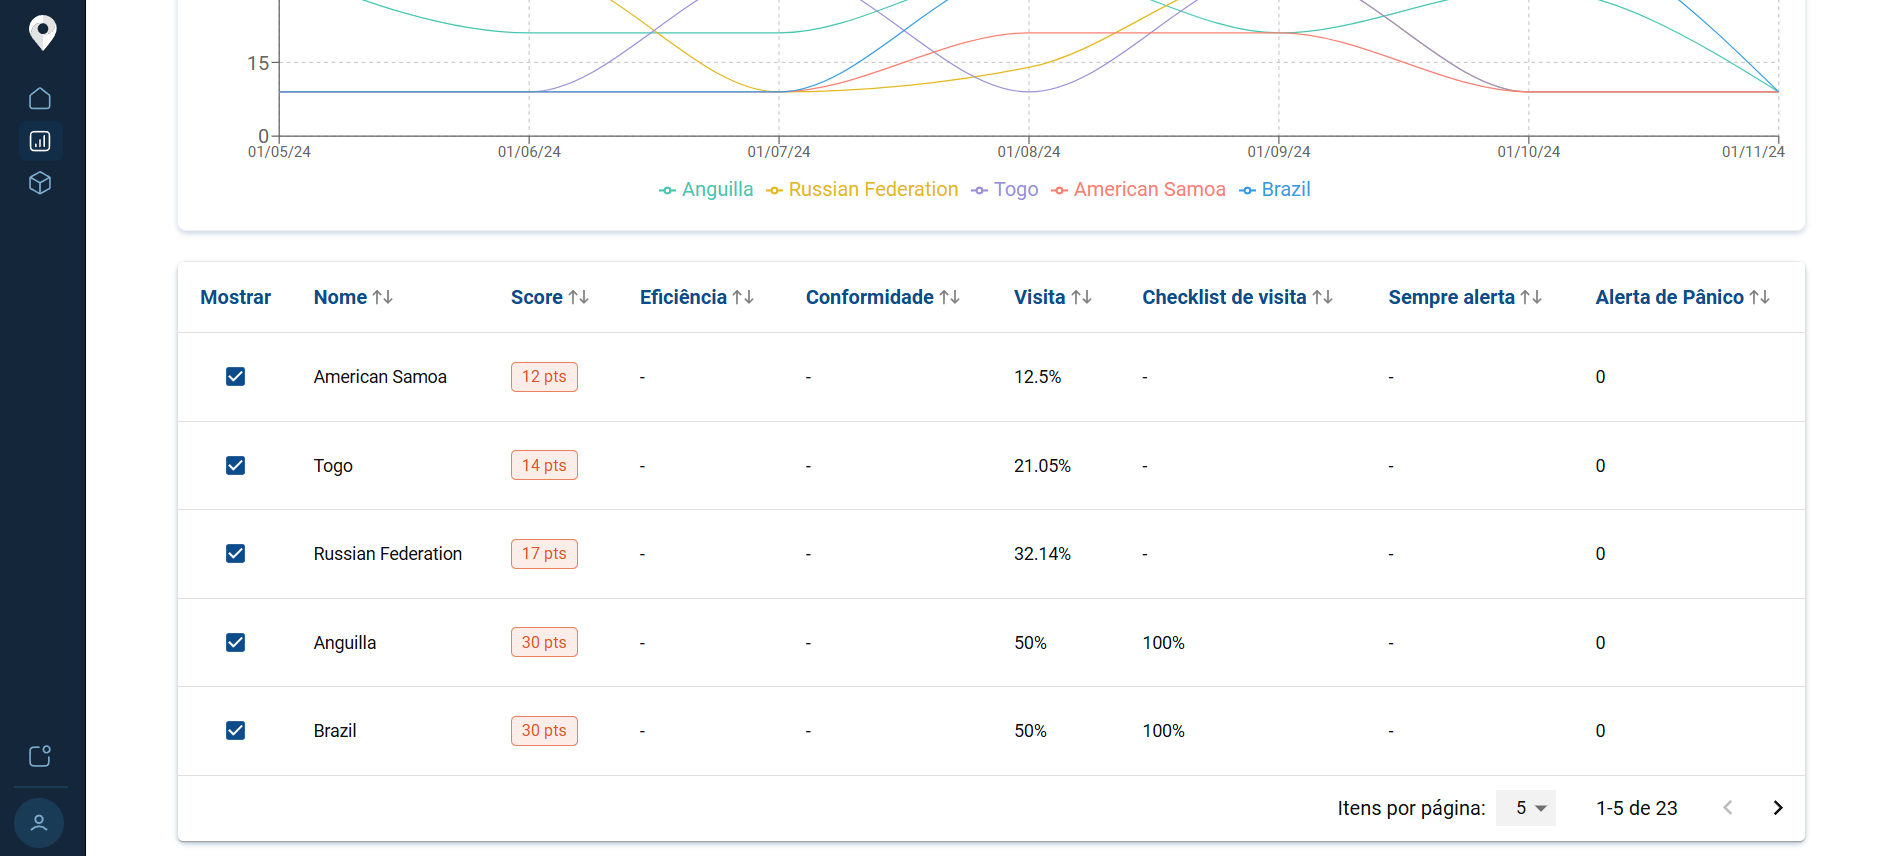 15
0
01/05/24 01/06/24 01/07/24 01/08/24 01/09/24 01/10/24 01/11/24
Anguilla Russian Federation Togo American Samoa Brazil
Mostrar Nome Score Eficiência Conformidade Visita Checklist de visita Sempre alerta Alerta de Pânico
American Samoa 12 pts - - 12.5% - - 0
Togo 14 pts - - 21.05% - - 0
Russian Federation 17 pts - - 32.14% - - 0
Anguilla 30 pts - - 50% 100% - 0
Brazil 30 pts - - 50% 100% - 0
Itens por página: 5 1-5 de 23